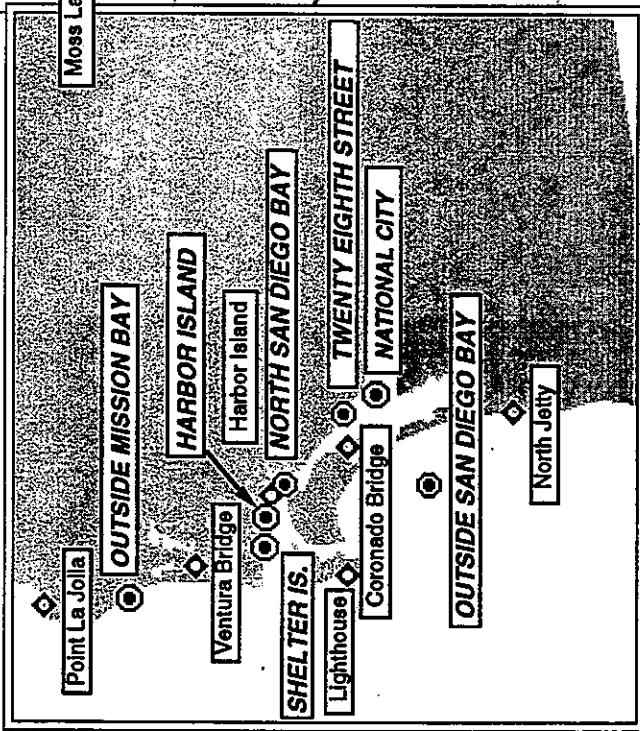 Moss La
Point La Jolla
OUTSIDE MISSION BAY
Ventura Bridge
HARBOR ISLAND
Harbor Island
NORTH SAN DIEGO BAY
SHELTER IS.
Lighthouse
TWENTY EIGHTH STREET
Coronado Bridge
NATIONAL CITY
OUTSIDE SAN DIEGO BAY
North Jetty